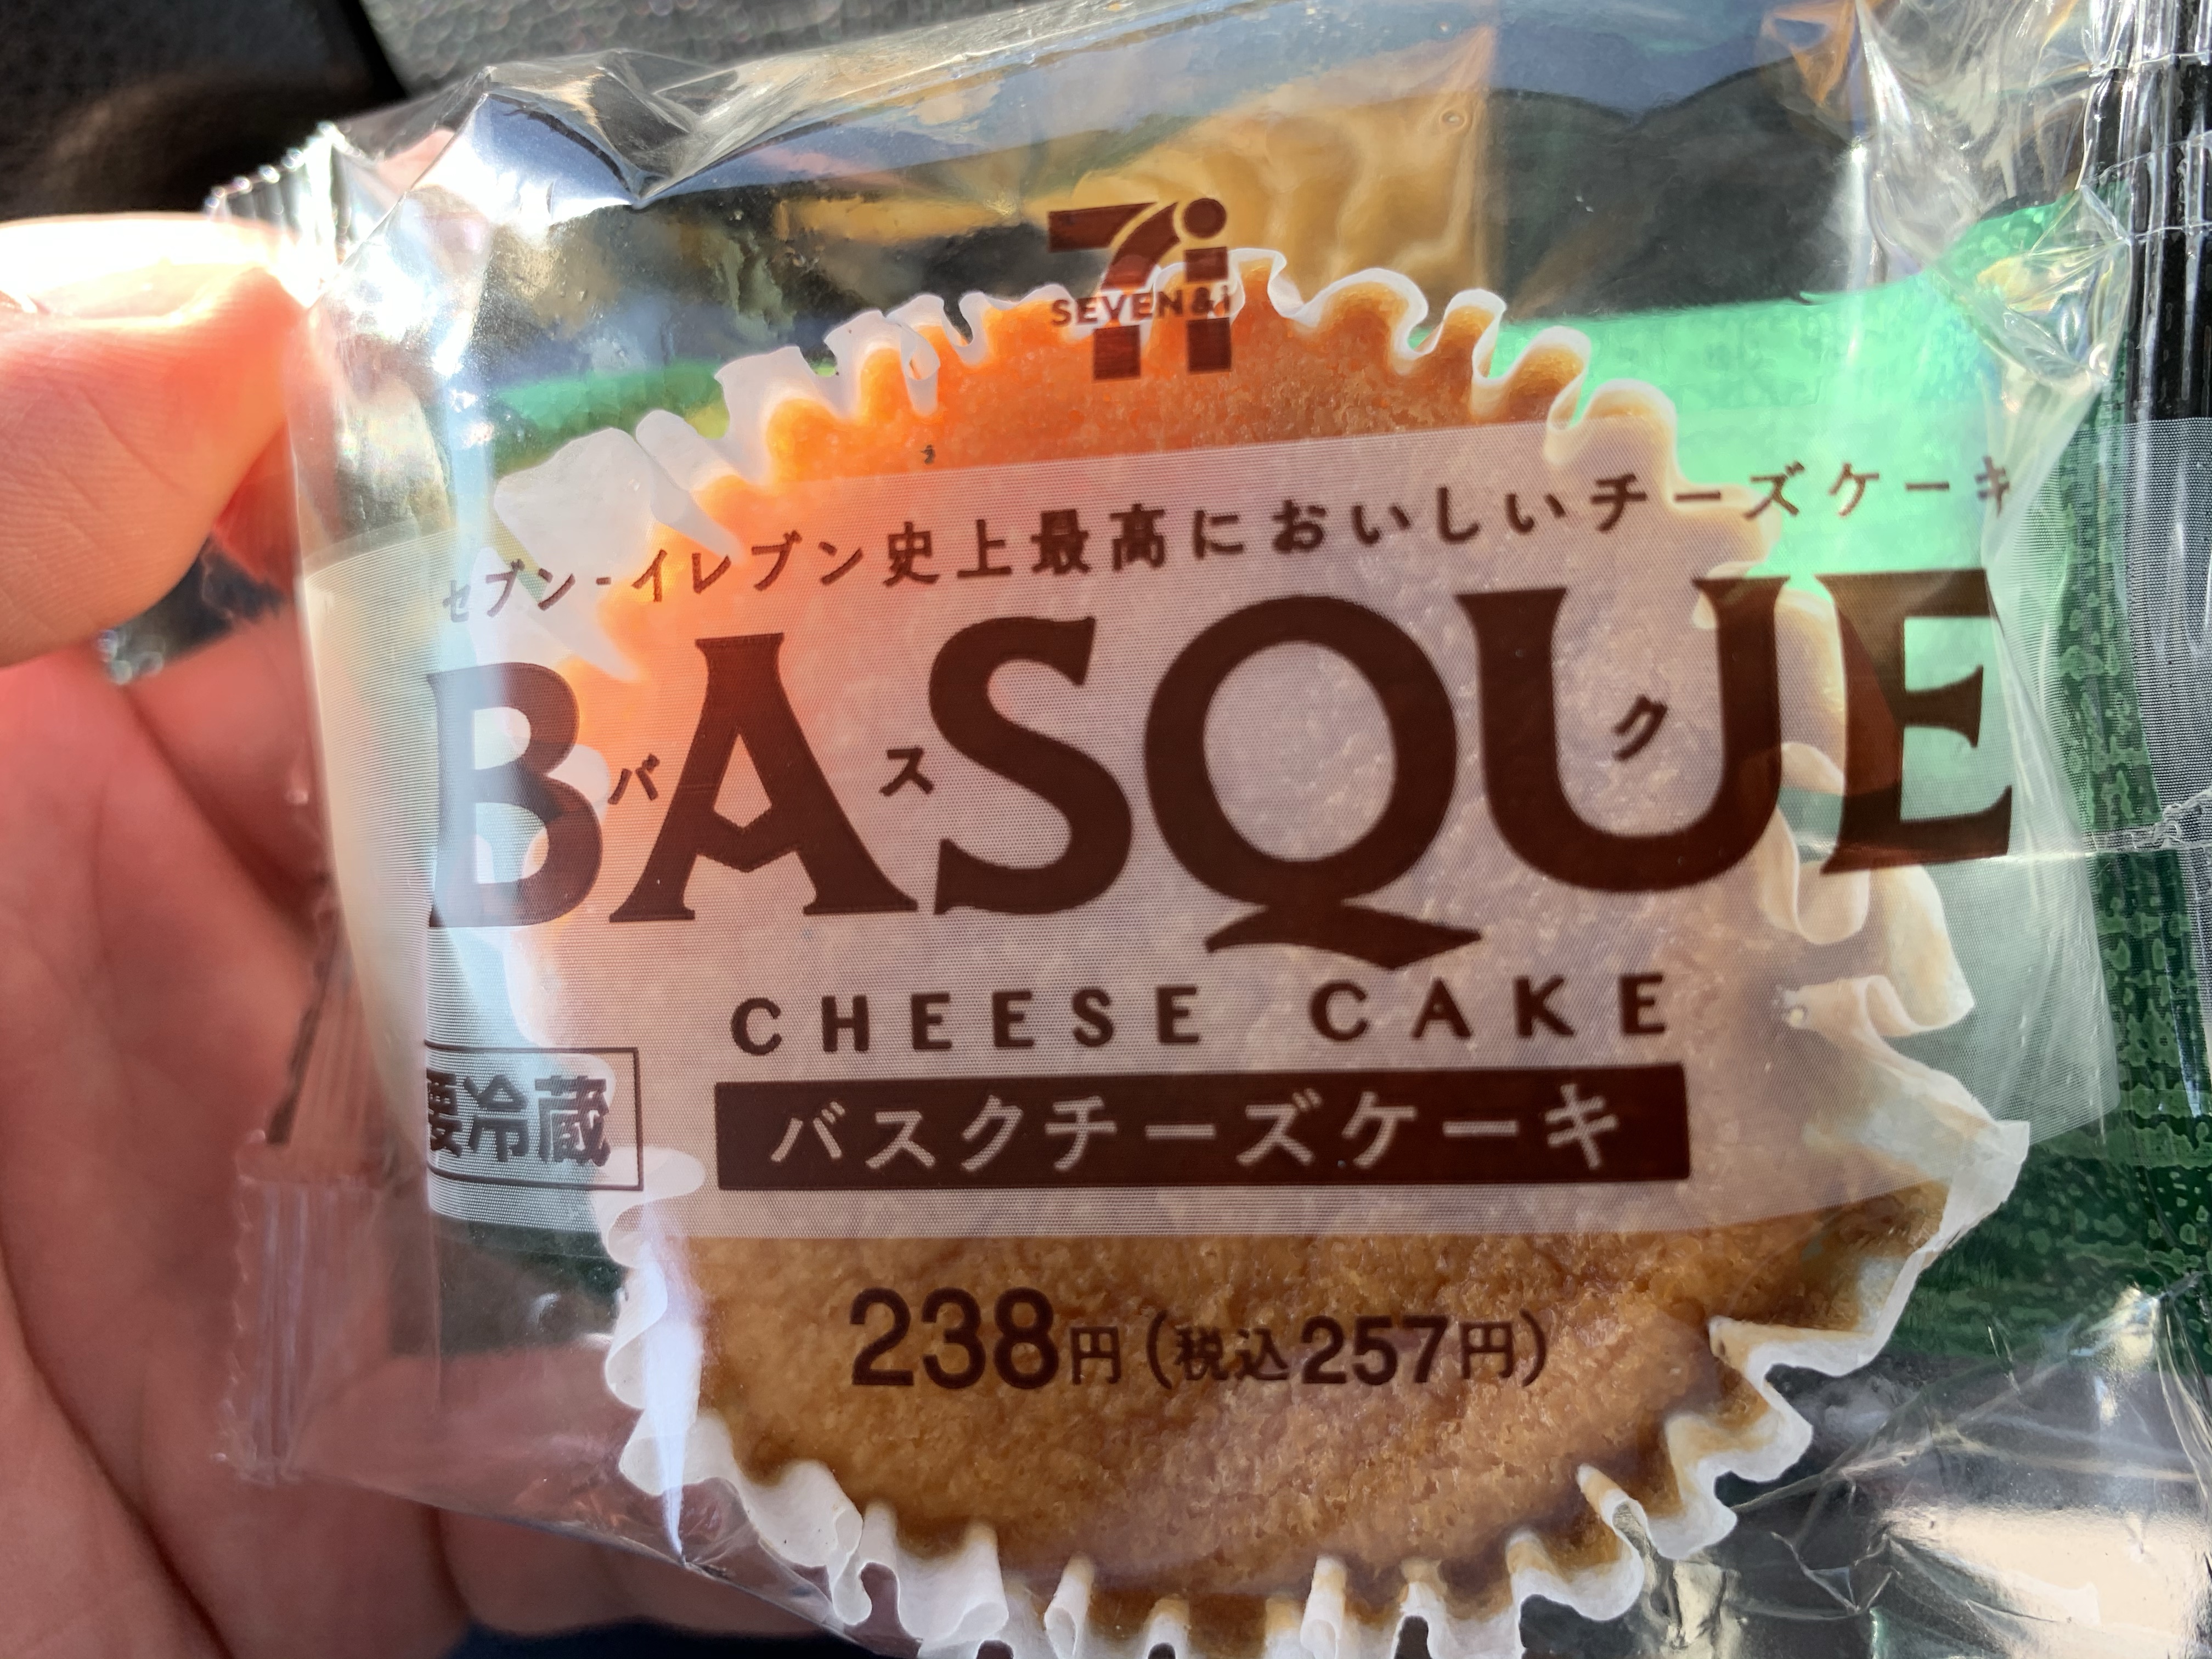 SEVEN&i
セブン-イレブン史上最高においしいチーズケーキ
BASQUE
バスク
CHEESE CAKE
要冷蔵
バスクチーズケーキ
238円(税込257円)